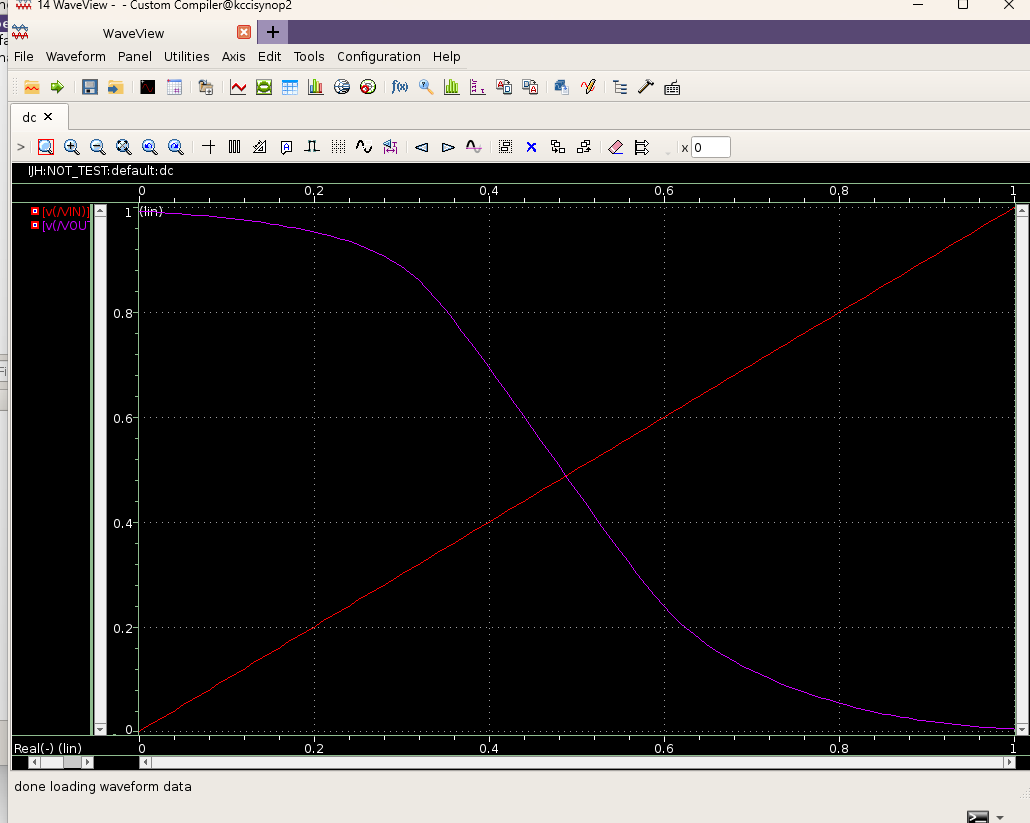 14 WaveView - - Custom Compiler@kccisynop2
WaveView
File Waveform Panel Utilities Axis Edit Tools Configuration Help
dc
> x 0
IJH:NOT_TEST:default:dc
0 0.2 0.4 0.6 0.8 1
[v(/VIN)]
[v(/VOU
1 (lin)
0.8
0.6
0.4
0.2
0
Real(-) (lin) 0 0.2 0.4 0.6 0.8 1
done loading waveform data